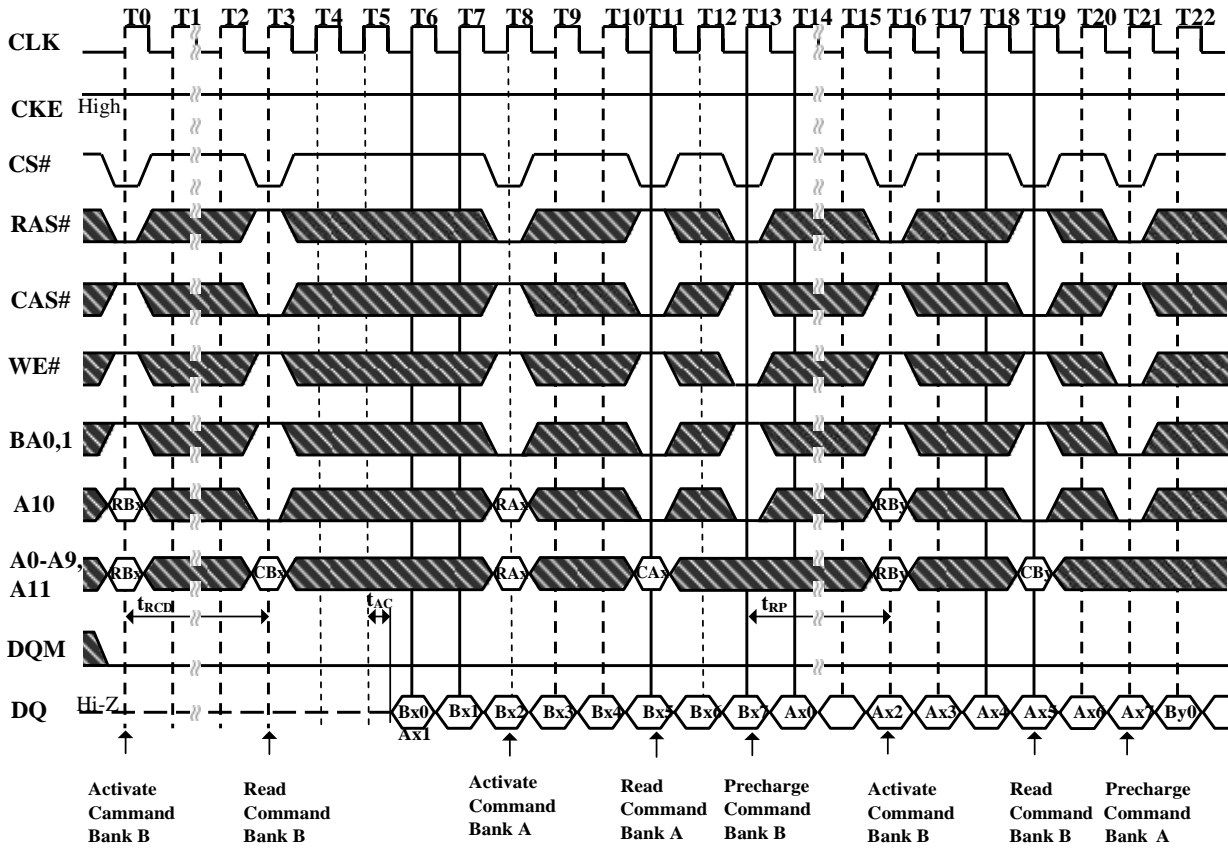 T0 T1 T2 T3 T4 T5 T6 T7 T8 T9 T10 T11 T12 T13 T14 T15 T16 T17 T18 T19 T20 T21 T22
CLK
CKE High
CS#
RAS#
CAS#
WE#
BA0,1
A10 RBx RAx RBy
A0-A9, A11 RBx CBx RAx CAx RBy CBy
tRCD tAC tRP
DQM
DQ Hi-Z Bx0 Bx1 Bx2 Bx3 Bx4 Bx5 Bx6 Bx7 Ax0 Ax2 Ax3 Ax4 Ax5 Ax6 Ax7 By0
Ax1
Activate
Cammand
Bank B
Read
Command
Bank B
Activate
Command
Bank A
Read
Command
Bank A
Precharge
Command
Bank B
Activate
Command
Bank B
Read
Command
Bank B
Precharge
Command
Bank A